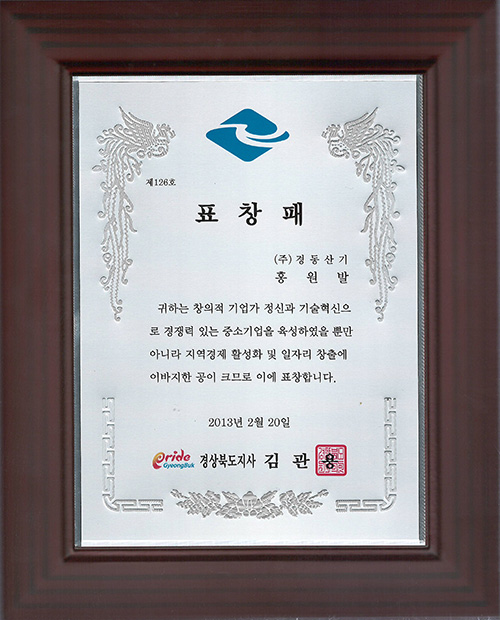 제126호
표 창 패
(주) 경 동 산 기
홍 원 발
귀하는 창의적 기업가 정신과 기술혁신으
로 경쟁력 있는 중소기업을 육성하였을 뿐만
아니라 지역경제 활성화 및 일자리 창출에
이바지한 공이 크므로 이에 표창합니다.
2013년 2월 20일
pride GyeongBuk 경상북도지사 김 관 용